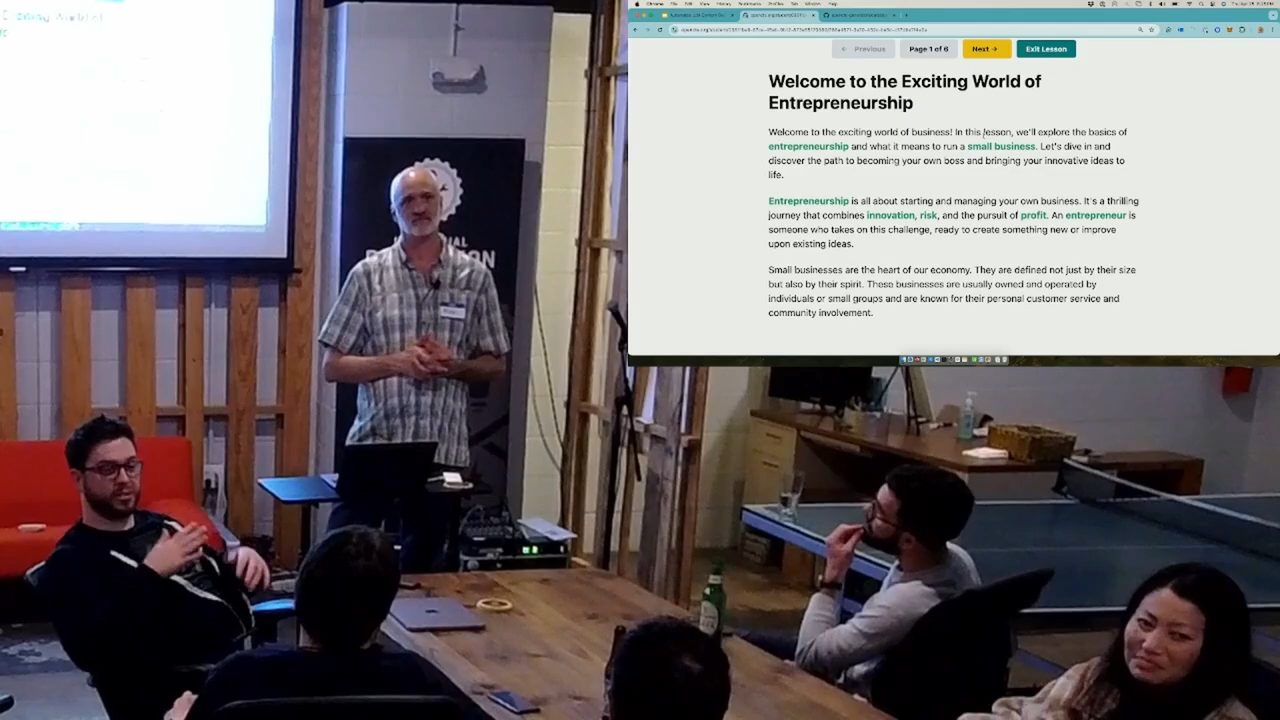 Previous
Page 1 of 6
Next →
Exit Lesson
Welcome to the Exciting World of
Entrepreneurship
Welcome to the exciting world of business! In this lesson, we'll explore the basics of
entrepreneurship and what it means to run a small business. Let's dive in and
discover the path to becoming your own boss and bringing your innovative ideas to
life.
Entrepreneurship is all about starting and managing your own business. It's a thrilling
journey that combines innovation, risk, and the pursuit of profit. An entrepreneur is
someone who takes on this challenge, ready to create something new or improve
upon existing ideas.
Small businesses are the heart of our economy. They are defined not just by their size
but also by their spirit. These businesses are usually owned and operated by
individuals or small groups and are known for their personal customer service and
community involvement.